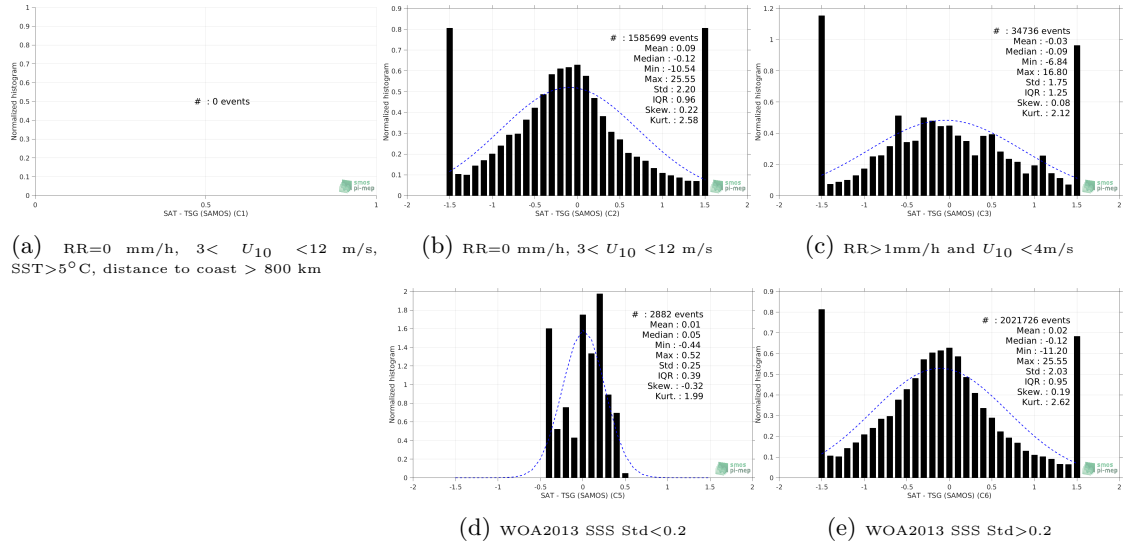 1
0.9
0.8
0.7
0.6
0.5
0.4
0.3
0.2
0.1
0
Normalized histogram
# : 0 events
0 0.5 1
SAT - TSG (SAMOS) (C1)
smos
pi-mep
(a) RR=0 mm/h, 3< U10 <12 m/s,
SST>5°C, distance to coast > 800 km
0.9
0.8
0.7
0.6
0.5
0.4
0.3
0.2
0.1
0
Normalized histogram
# : 1585699 events
Mean : 0.09
Median : -0.12
Min : -10.54
Max : 25.55
Std : 2.20
IQR : 0.96
Skew. : 0.22
Kurt. : 2.58
-2 -1.5 -1 -0.5 0 0.5 1 1.5 2
SAT - TSG (SAMOS) (C2)
smos
pi-mep
(b) RR=0 mm/h, 3< U10 <12 m/s
1.2
1
0.8
0.6
0.4
0.2
0
Normalized histogram
# : 34736 events
Mean : -0.03
Median : -0.09
Min : -6.84
Max : 16.80
Std : 1.75
IQR : 1.25
Skew. : 0.08
Kurt. : 2.12
-2 -1.5 -1 -0.5 0 0.5 1 1.5 2
SAT - TSG (SAMOS) (C3)
smos
pi-mep
(c) RR>1mm/h and U10 <4m/s
2
1.8
1.6
1.4
1.2
1
0.8
0.6
0.4
0.2
0
Normalized histogram
# : 2882 events
Mean : 0.01
Median : 0.05
Min : -0.44
Max : 0.52
Std : 0.25
IQR : 0.39
Skew. : -0.32
Kurt. : 1.99
-2 -1.5 -1 -0.5 0 0.5 1 1.5 2
SAT - TSG (SAMOS) (C5)
smos
pi-mep
(d) WOA2013 SSS Std<0.2
0.9
0.8
0.7
0.6
0.5
0.4
0.3
0.2
0.1
0
Normalized histogram
# : 2021726 events
Mean : 0.02
Median : -0.12
Min : -11.20
Max : 25.55
Std : 2.03
IQR : 0.95
Skew. : 0.19
Kurt. : 2.62
-2 -1.5 -1 -0.5 0 0.5 1 1.5 2
SAT - TSG (SAMOS) (C6)
smos
pi-mep
(e) WOA2013 SSS Std>0.2